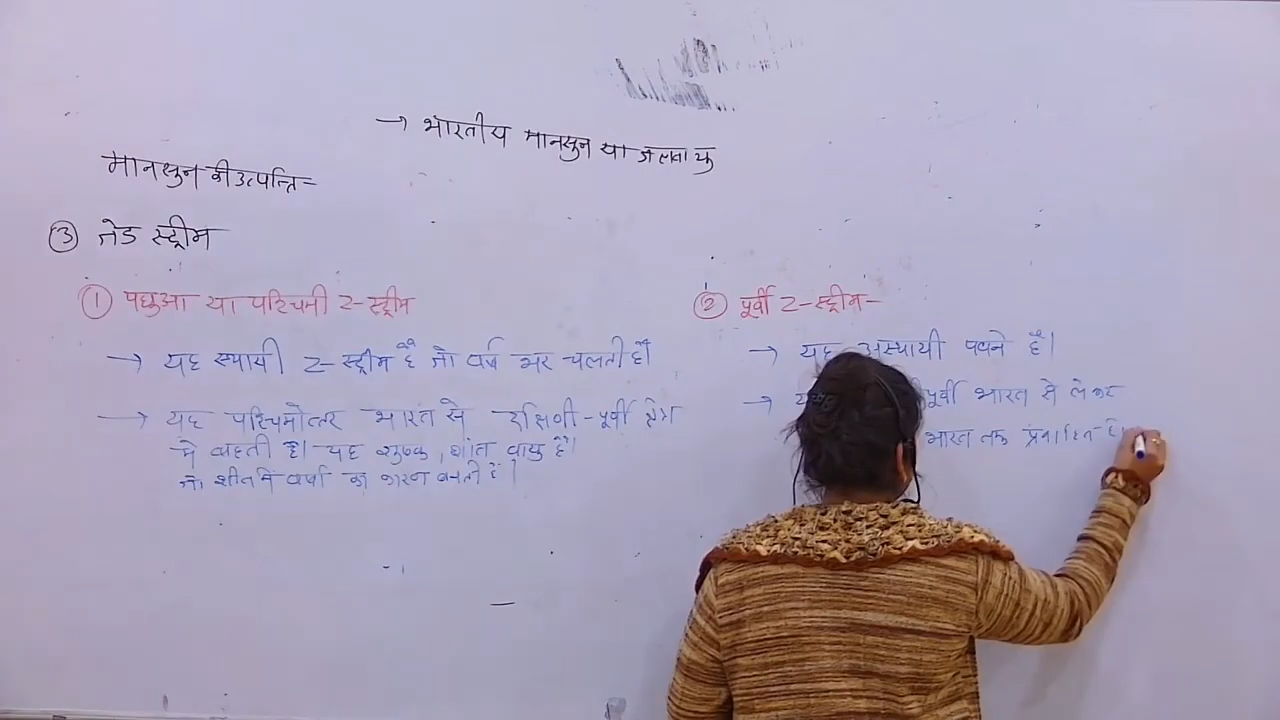 → भारतीय मानसुन या जलवायु
मानसुन की उत्पत्ति-
③ जेड स्ट्रीम
① पछुआ या पश्चिमी Z-स्ट्रीम
→ यह स्थायी Z-स्ट्रीम है जो वर्ष भर चलती है
→ यह पश्चिमोत्तर भारत से दक्षिणी-पूर्वी
मे बहती है। यह शुष्क, शांत वायु है।
जो शीत में वर्षा का कारण बनती है।
② पूर्वी Z-स्ट्रीम-
→ यह अस्थायी पवने है।
→ पूर्वी भारत से लेकर
भारत तक प्रवाहित है।